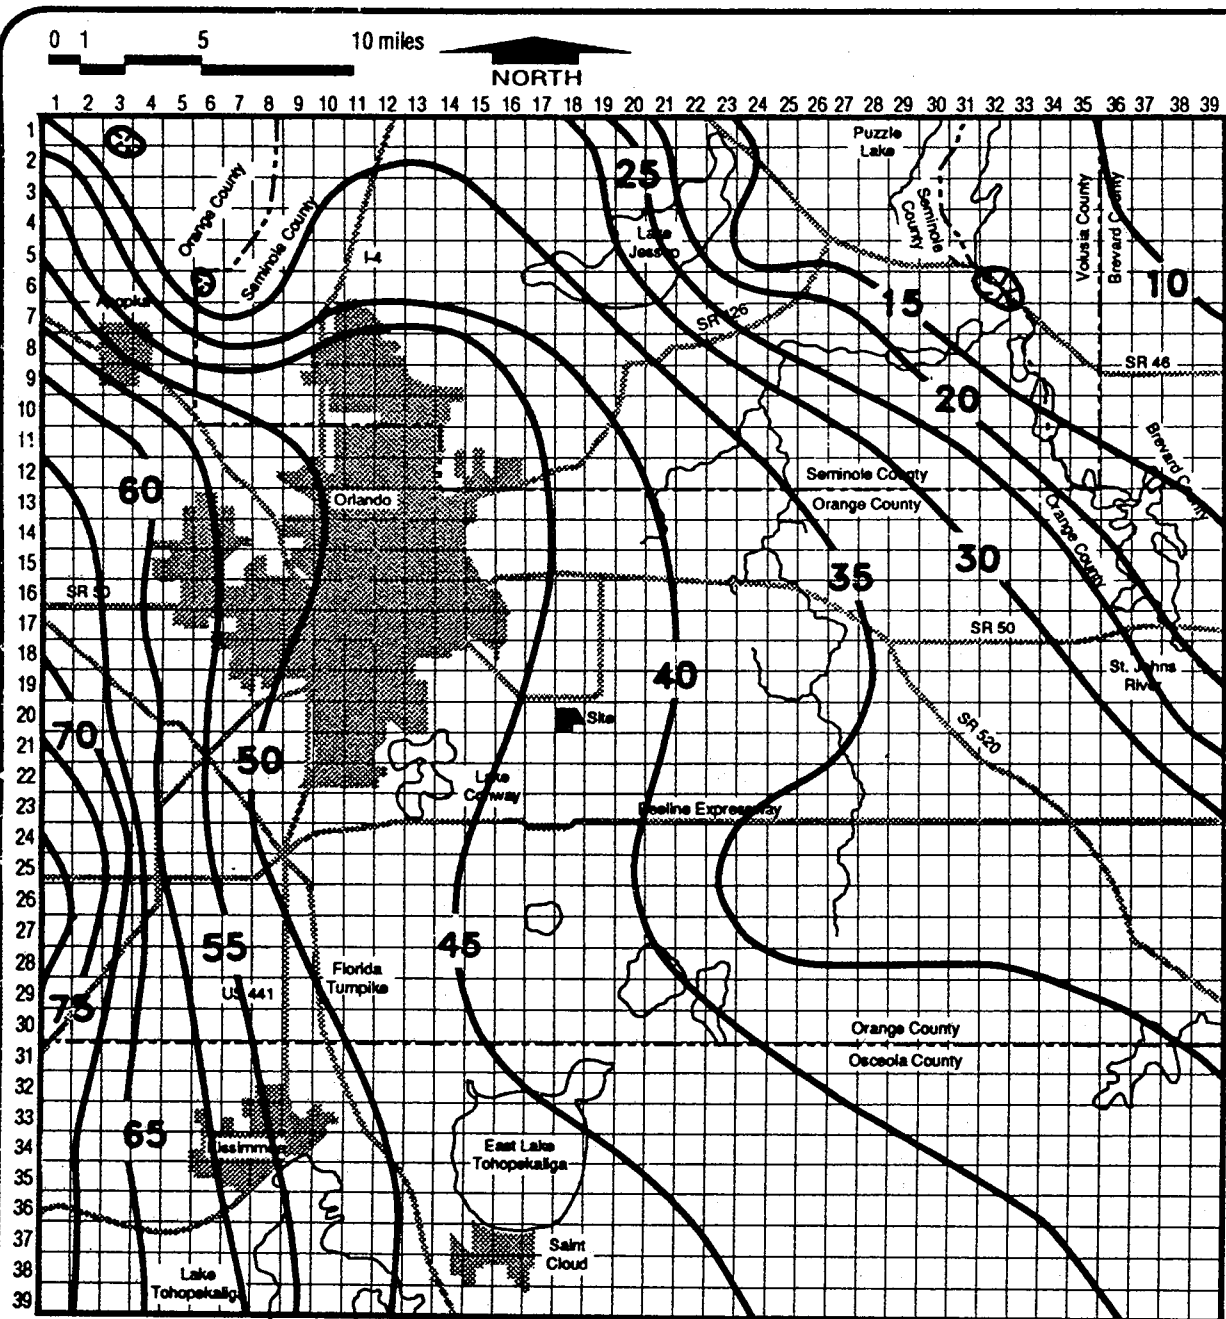 0 1 5 10 miles
NORTH
1 2 3 4 5 6 7 8 9 10 11 12 13 14 15 16 17 18 19 20 21 22 23 24 25 26 27 28 29 30 31 32 33 34 35 36 37 38 39
1
2
3
4
5
6
7
8
9
10
11
12
13
14
15
16
17
18
19
20
21
22
23
24
25
26
27
28
29
30
31
32
33
34
35
36
37
38
39
Puzzle
Lake
25
Orange County
Seminole County
Seminole
County
Volusia County
Brevard County
Lake
Jessup
I-4
10
Apopka
15
SR 426
SR 46
20
Brevard County
60
Seminole County
Orlando
Orange County
Orange County
30
35
SR 50
SR 50
40
St. Johns
River
Site
SR 520
70
50
Lake
Conway
Beeline Expressway
55
45
Florida
Turnpike
US 441
75
Orange County
Osceola County
65
Kissimmee
East Lake
Tohopekaliga
Saint
Cloud
Lake
Tohopekaliga